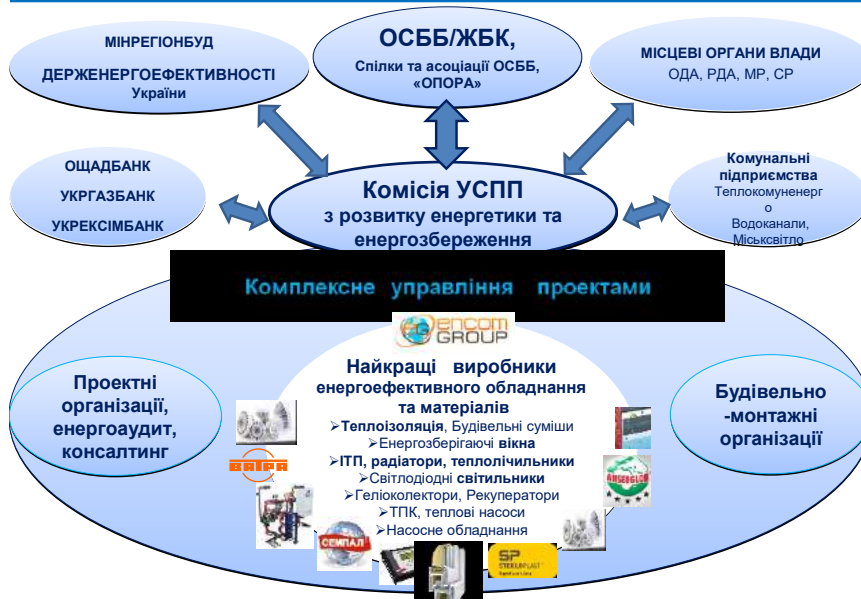 МІНРЕГІОНБУД
ДЕРЖЕНЕРГОЕФЕКТИВНОСТІ
України
ОСББ/ЖБК,
Спілки та асоціації ОСББ,
«ОПОРА»
МІСЦЕВІ ОРГАНИ ВЛАДИ
ОДА, РДА, МР, СР
ОЩАДБАНК
УКРГАЗБАНК
УКРЕКСІМБАНК
Комісія УСПП
з розвитку енергетики та
енергозбереження
Комунальні
підприємства
Теплокомуненерг
о
Водоканали,
Міськсвітло
Комплексне управління проектами
encom
GROUP
Проектні
організації,
енергоаудит,
консалтинг
Найкращі виробники
енергоефективного обладнання
та матеріалів
➢Теплоізоляція, Будівельні суміши
➢Енергозберігаючі вікна
➢ІТП, радіатори, теплолічильники
➢Світлодіодні світильники
➢Геліоколектори, Рекуператори
➢ТПК, теплові насоси
➢Насосне обладнання
Будівельно
-монтажні
організації
ВАТРА
СЕМПАЛ
SP